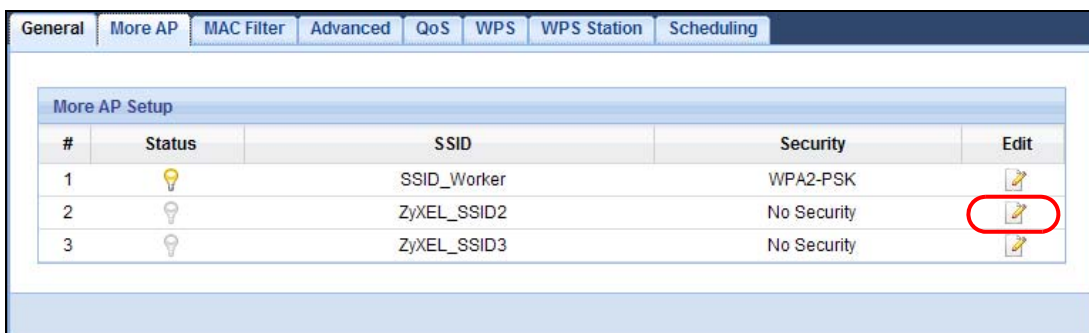 General More AP MAC Filter Advanced QoS WPS WPS Station Scheduling
More AP Setup
# Status SSID Security Edit
1 SSID_Worker WPA2-PSK
2 ZyXEL_SSID2 No Security
3 ZyXEL_SSID3 No Security